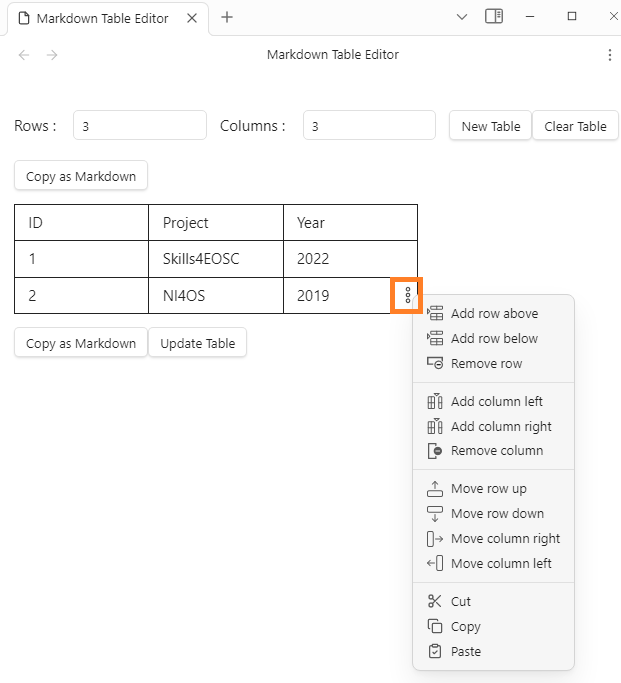 Markdown Table Editor
Markdown Table Editor
Rows : 3 Columns : 3 New Table Clear Table
Copy as Markdown
ID Project Year
1 Skills4EOSC 2022
2 NI4OS 2019
Copy as Markdown Update Table
Add row above
Add row below
Remove row
Add column left
Add column right
Remove column
Move row up
Move row down
Move column right
Move column left
Cut
Copy
Paste